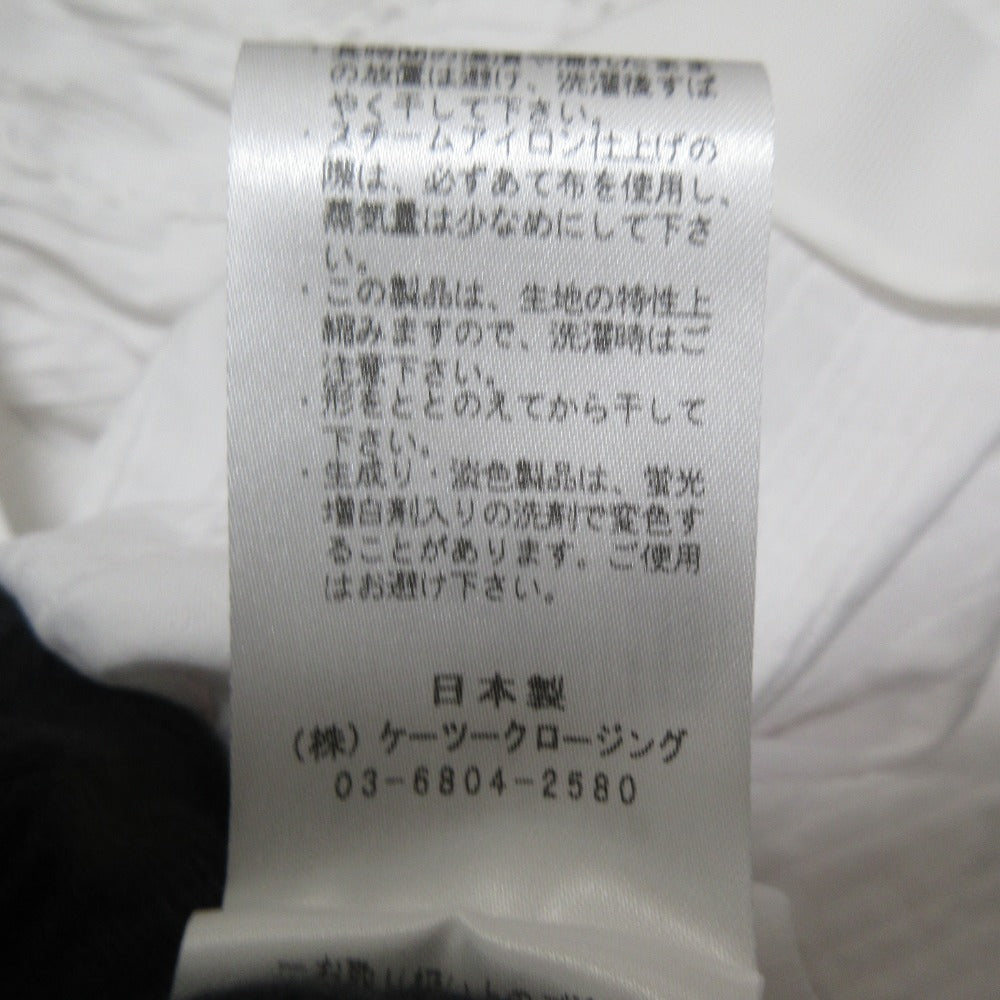 の放置は避け、洗濯後すば
やく干して下さい。
・スチームアイロン仕上げの
際は、必ずあて布を使用し、
蒸気量は少なめにして下さ
い。
・この製品は、生地の特性上
縮みますので、洗濯時はご
注意下さい。
・形をととのえてから干して
下さい。
・生成り・淡色製品は、蛍光
増白剤入りの洗剤で変色す
ることがあります。ご使用
はお避け下さい。
日本製
(株)ケーツークロージング
03-6804-2580